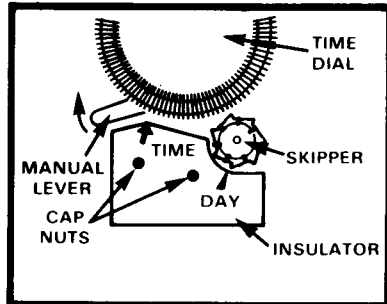 TIME
DIAL
MANUAL
LEVER
TIME
SKIPPER
DAY
CAP
NUTS
INSULATOR